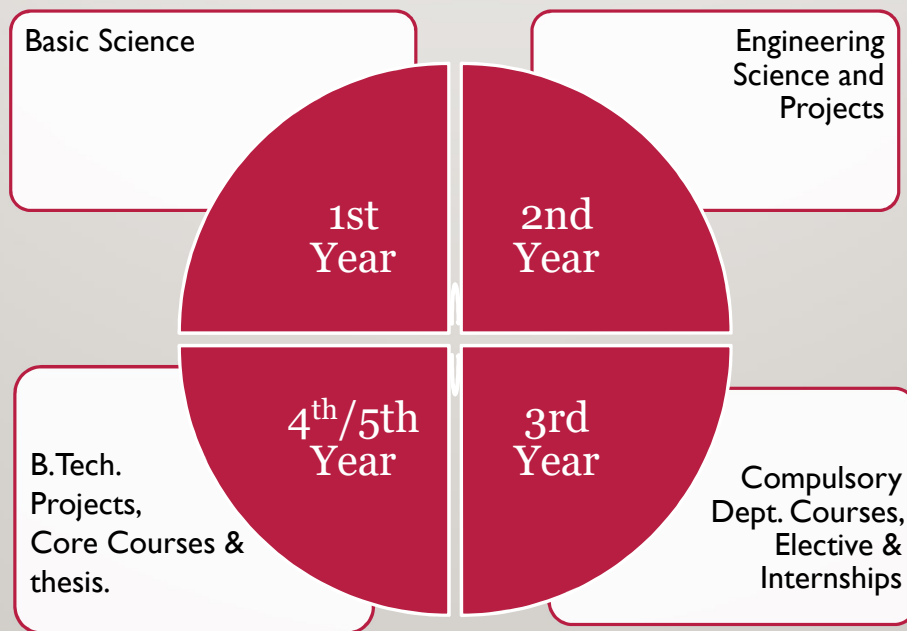 Basic Science
1st
Year
Engineering
Science and
Projects
2nd
Year
B.Tech.
Projects,
Core Courses &
thesis.
4th/5th
Year
3rd
Year
Compulsory
Dept. Courses,
Elective &
Internships